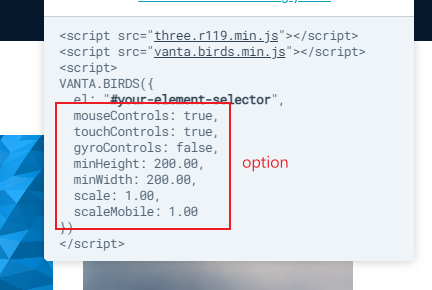 <script src="three.r119.min.js"></script>
<script src="vanta.birds.min.js"></script>
<script>
VANTA.BIRDS({
  el: "#your-element-selector",
  mouseControls: true,
  touchControls: true,
  gyroControls: false,
  minHeight: 200.00,
  minWidth: 200.00,
  scale: 1.00,
  scaleMobile: 1.00
})
</script>
option